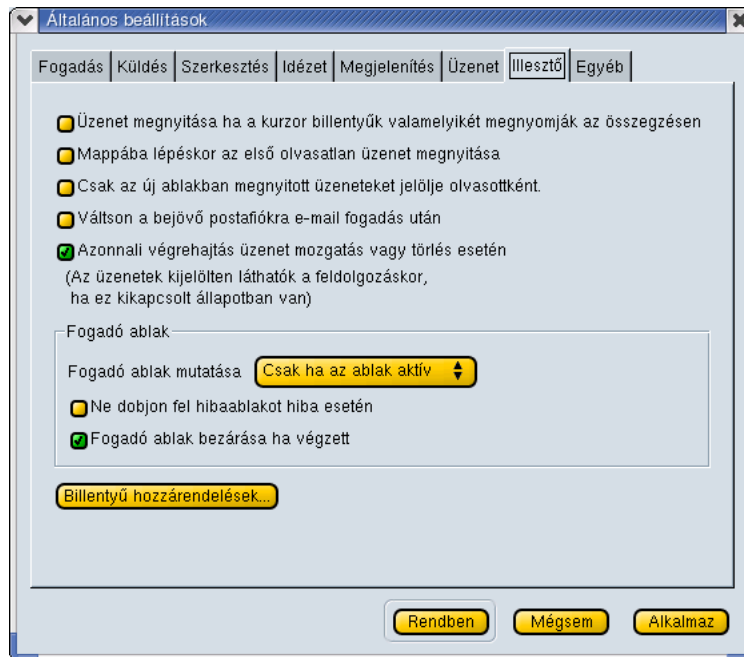 Általános beállítások
Fogadás Küldés Szerkesztés Idézet Megjelenítés Üzenet Illesztő Egyéb
Üzenet megnyitása ha a kurzor billentyűk valamelyikét megnyomják az összegzésen
Mappába lépéskor az első olvasatlan üzenet megnyitása
Csak az új ablakban megnyitott üzeneteket jelölje olvasottként.
Váltson a bejövő postafiókra e-mail fogadás után
Azonnali végrehajtás üzenet mozgatás vagy törlés esetén
(Az üzenetek kijelölten láthatók a feldolgozáskor,
ha ez kikapcsolt állapotban van)
Fogadó ablak
Fogadó ablak mutatása Csak ha az ablak aktív
Ne dobjon fel hibaablakot hiba esetén
Fogadó ablak bezárása ha végzett
Billentyű hozzárendelések...
Rendben Mégsem Alkalmaz